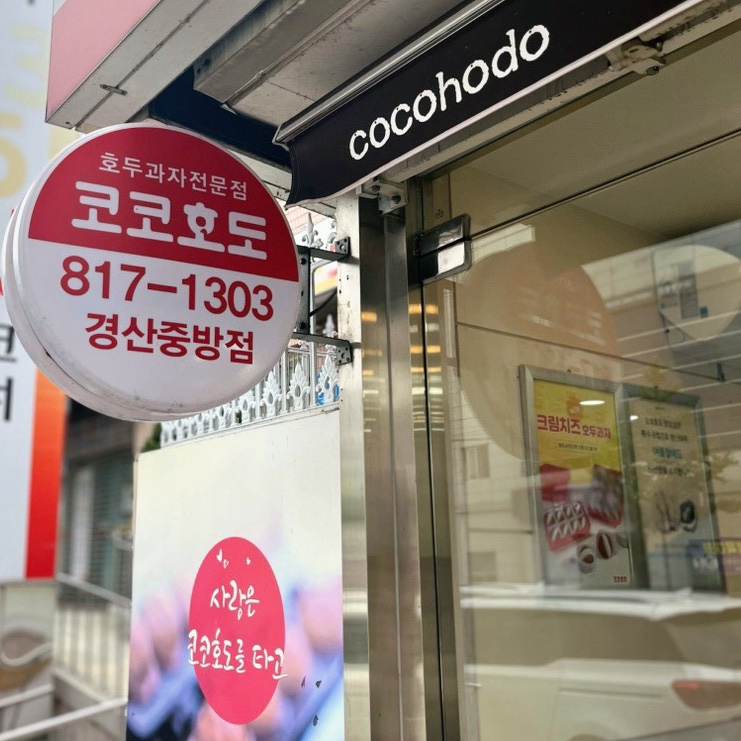 cocohodo
호두과자전문점
코코호도
817-1303
경산중방점
크림치즈
호두과자
사랑은
코코호도를 타고